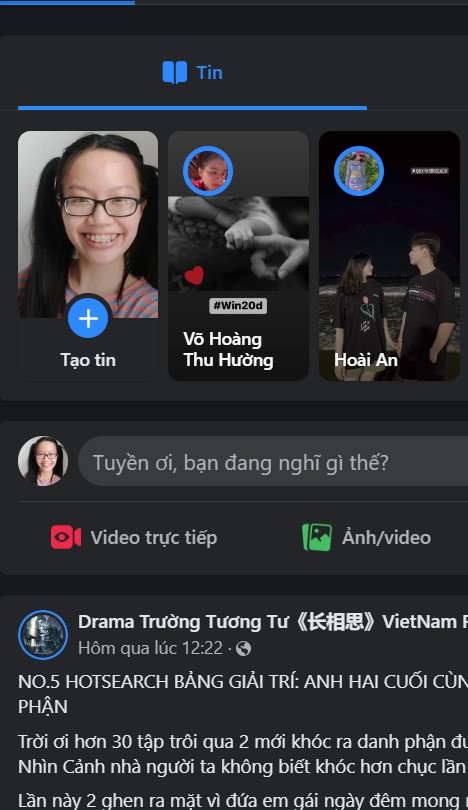 Tin
#Win20d
Tạo tin
Võ Hoàng
Thu Hường
Hoài An
Tuyền ơi, bạn đang nghĩ gì thế?
Video trực tiếp
Ảnh/video
Drama Trường Tương Tư《长相思》VietNam
Hôm qua lúc 12:22 ·
NO.5 HOTSEARCH BẢNG GIẢI TRÍ: ANH HAI CUỐI CÙN
PHẬN
Trời ơi hơn 30 tập trôi qua 2 mới khóc ra danh phận đư
Nhìn Cảnh nhà người ta không biết khóc hơn chục lần
Lần này 2 ghen ra mặt vì đứa em gái ngày đêm mong